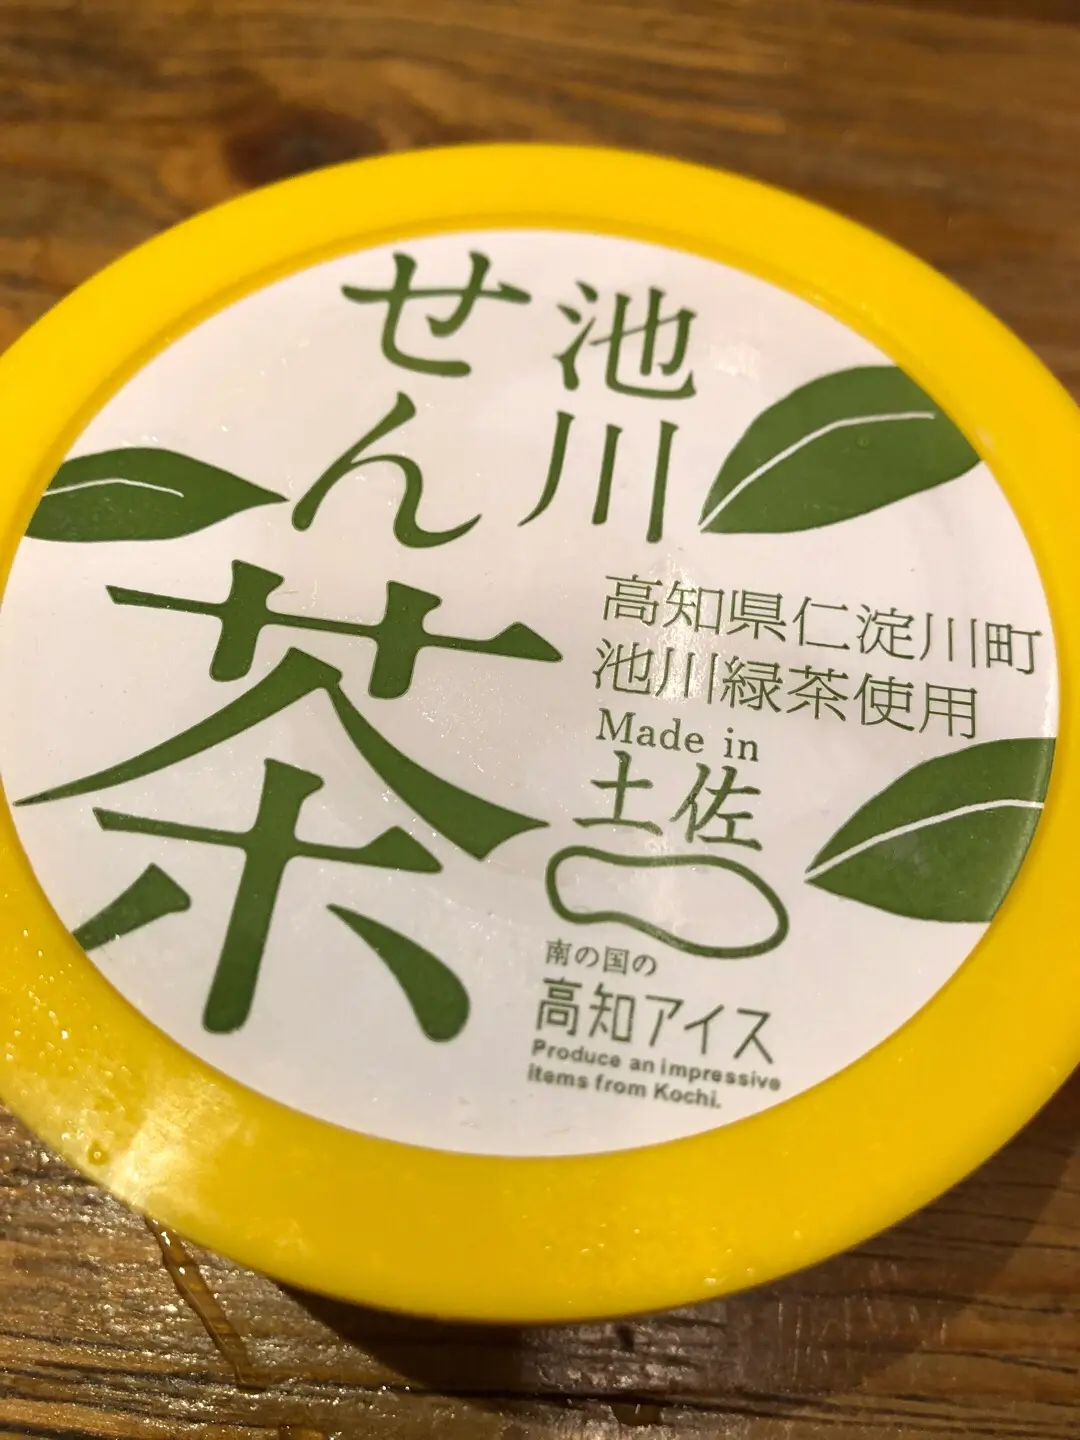 池川
せん茶
高知県仁淀川町
池川緑茶使用
Made in
土佐
南の国の
高知アイス
Produce an impressive
items from Kochi.